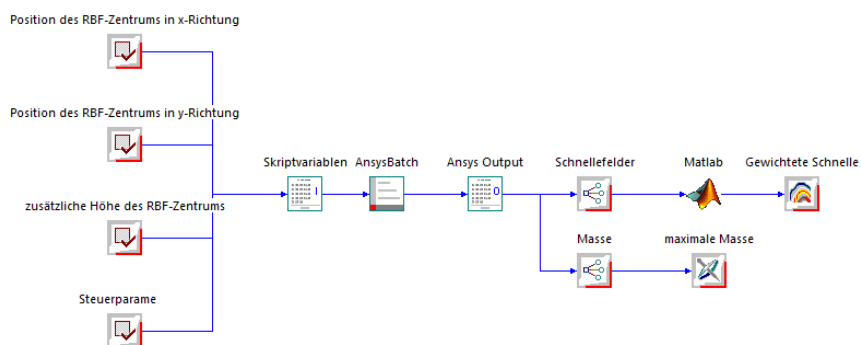 Position des RBF-Zentrums in x-Richtung
Position des RBF-Zentrums in y-Richtung
Skriptvariablen
AnsysBatch
Ansys Output
Schnellefelder
Matlab
Gewichtete Schnelle
I
O
zusätzliche Höhe des RBF-Zentrums
Masse
maximale Masse
Steuerparame